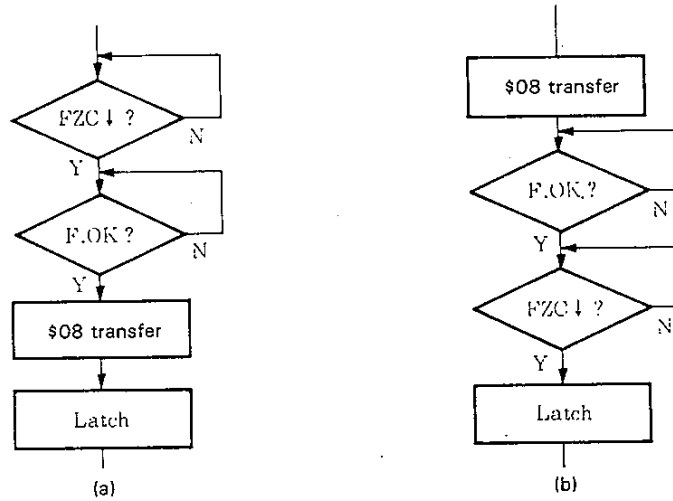 FZC↓ ?
N
Y
F.OK ?
N
Y
$08 transfer
Latch
(a)
$08 transfer
F.OK.?
N
Y
FZC↓ ?
N
Y
Latch
(b)